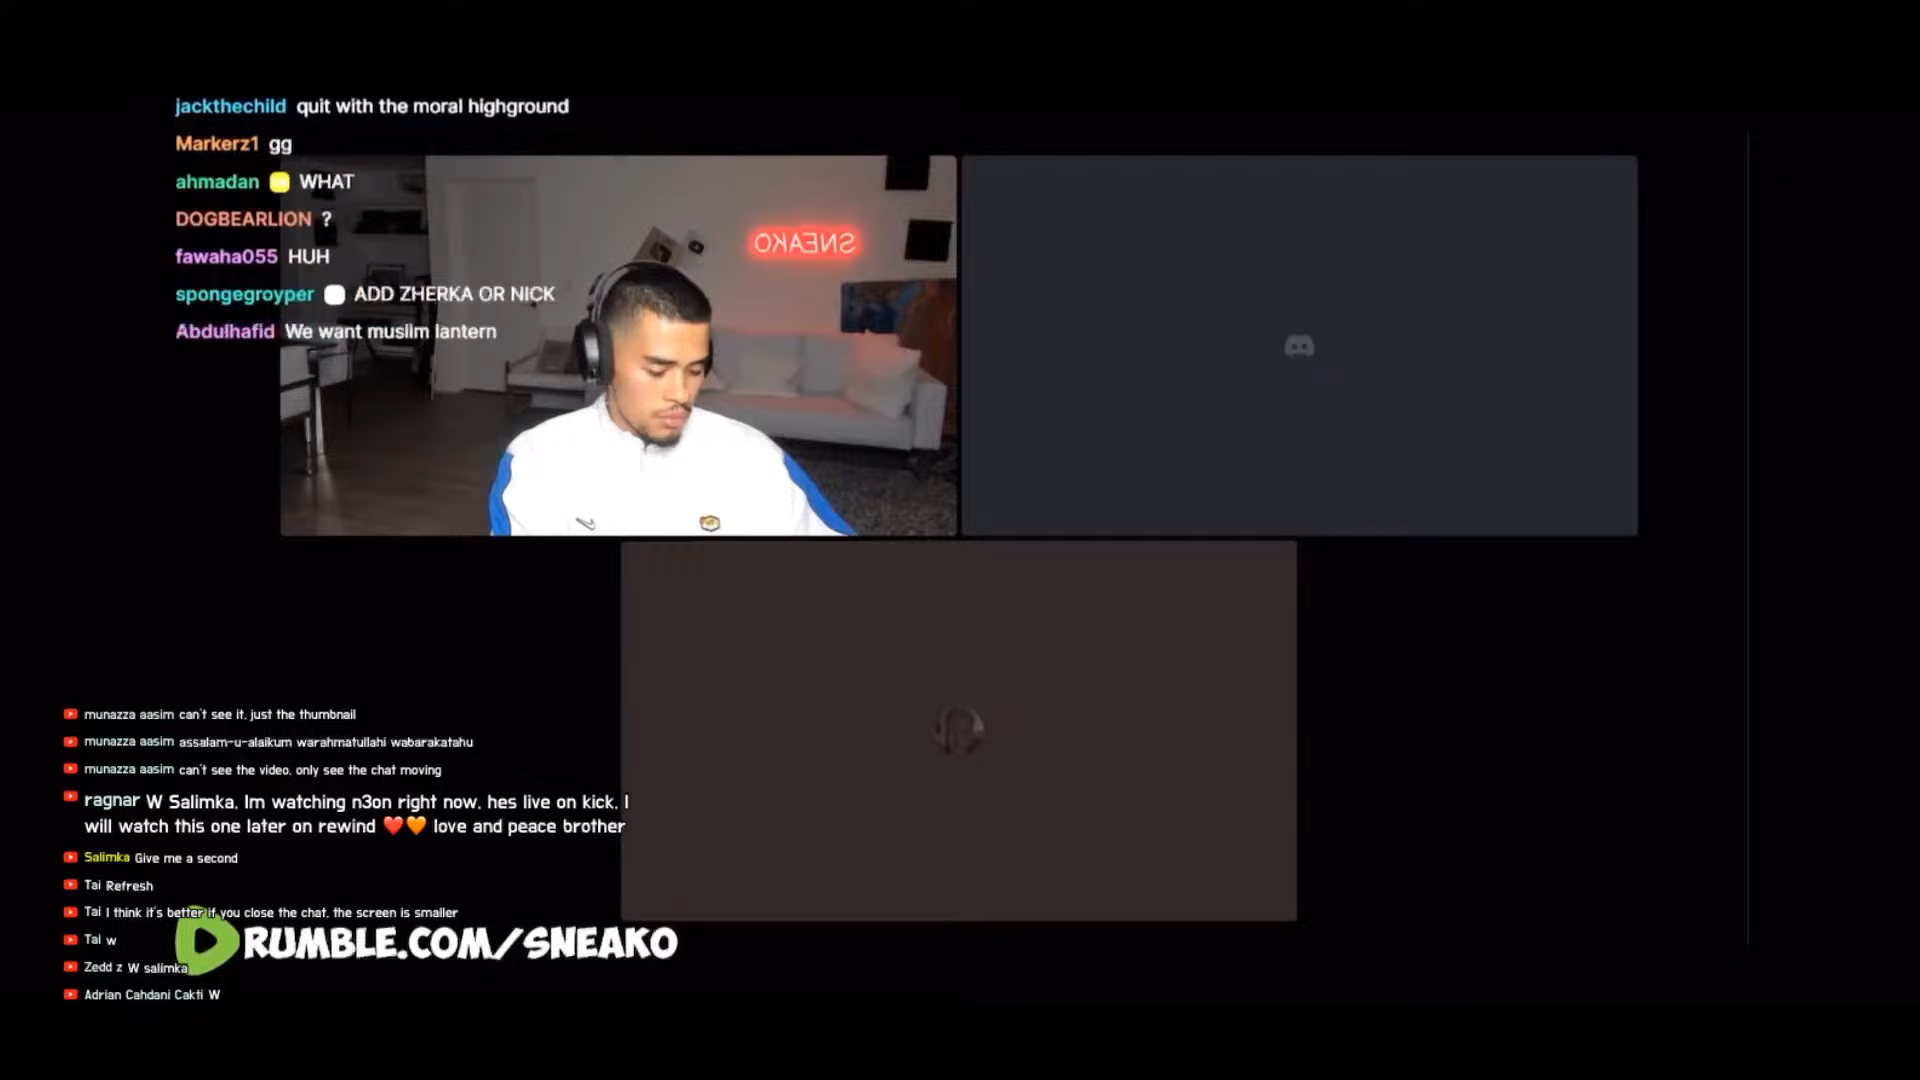 jackthechild quit with the moral highground
Markerz1 gg
ahmadan WHAT
DOGBEARLION ?
fawaha055 HUH
spongegroyper ADD ZHERKA OR NICK
Abdulhafid We want muslim lantern
SNEAKO
munazza aasim can't see it, just the thumbnail
munazza aasim assalam-u-alaikum warahmatullahi wabarakatahu
munazza aasim can't see the video, only see the chat moving
ragnar W Salimka, Im watching n3on right now, hes live on kick, I
will watch this one later on rewind ❤️🧡 love and peace brother
Salimka Give me a second
Tai Refresh
Tai I think it's better if you close the chat, the screen is smaller
Tai w
RUMBLE.COM/SNEAKO
Zedd z W salimka
Adrian Cahdani Cakti W